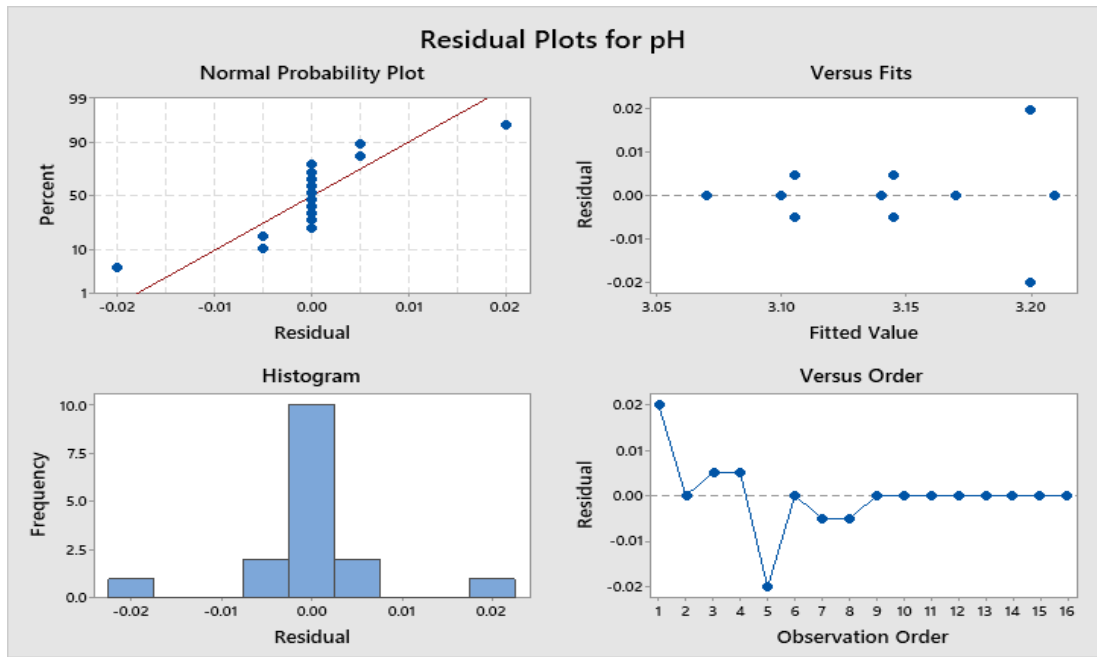 Residual Plots for pH
Normal Probability Plot
99
90
50
10
1
Percent
-0.02 -0.01 0.00 0.01 0.02
Residual
Versus Fits
0.02
0.01
0.00
-0.01
-0.02
Residual
3.05 3.10 3.15 3.20
Fitted Value
Histogram
10.0
7.5
5.0
2.5
0.0
Frequency
-0.02 -0.01 0.00 0.01 0.02
Residual
Versus Order
0.02
0.01
0.00
-0.01
-0.02
Residual
1 2 3 4 5 6 7 8 9 10 11 12 13 14 15 16
Observation Order